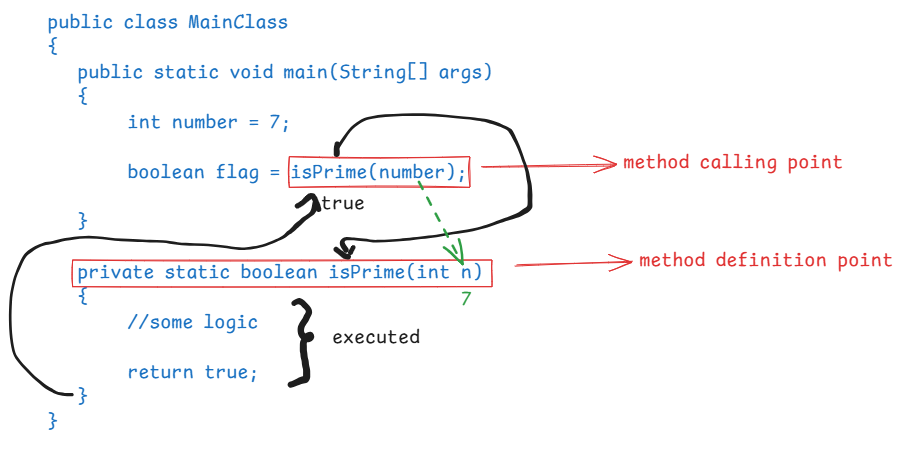 public class MainClass
{
public static void main(String[] args)
{
int number = 7;
boolean flag = isPrime(number);
method calling point
true
}
private static boolean isPrime(int n)
method definition point
{
7
//some logic
executed
return true;
}
}